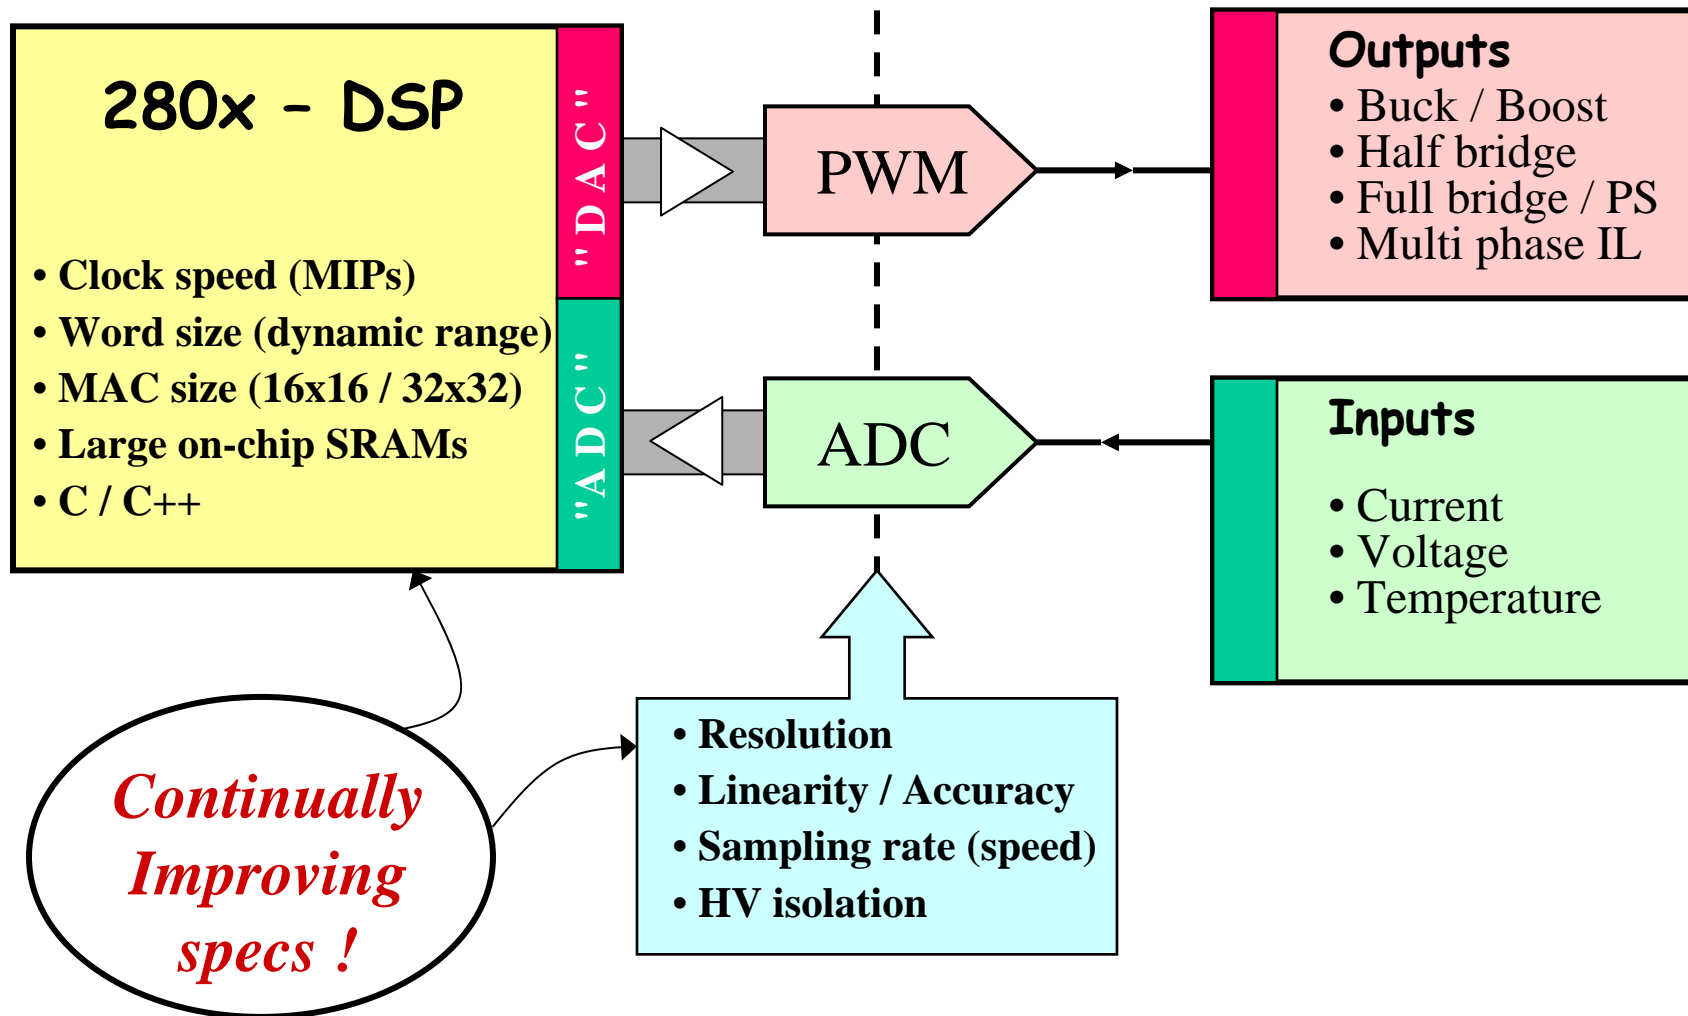 280x – DSP
• Clock speed (MIPs)
• Word size (dynamic range)
• MAC size (16x16 / 32x32)
• Large on-chip SRAMs
• C / C++
"DAC"
"ADC"
PWM
ADC
Outputs
• Buck / Boost
• Half bridge
• Full bridge / PS
• Multi phase IL
Inputs
• Current
• Voltage
• Temperature
Continually
Improving
specs !
• Resolution
• Linearity / Accuracy
• Sampling rate (speed)
• HV isolation